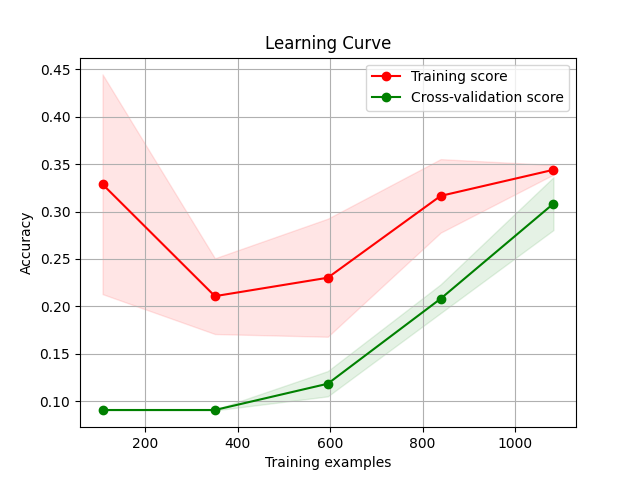 Learning Curve
Training score
Cross-validation score
0.45
0.40
0.35
0.30
0.25
0.20
0.15
0.10
Accuracy
200
400
600
800
1000
Training examples